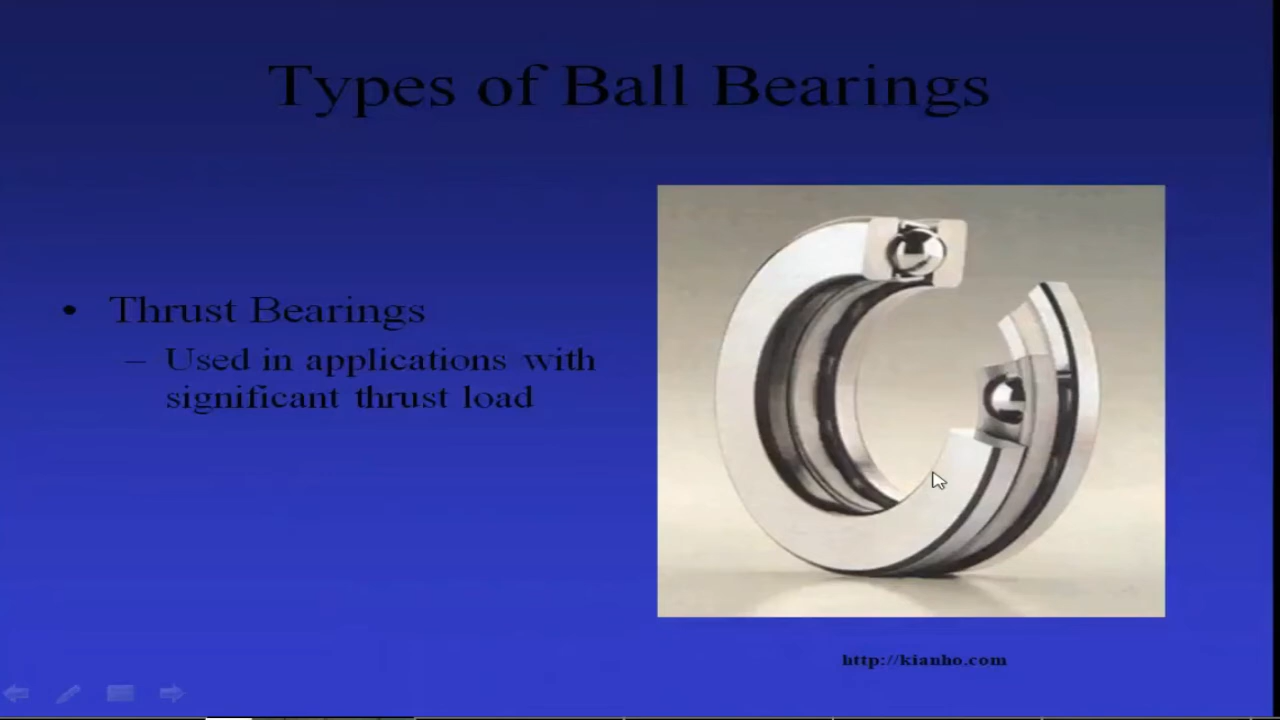 Types of Ball Bearings
• Thrust Bearings
– Used in applications with
significant thrust load
http://kianho.com